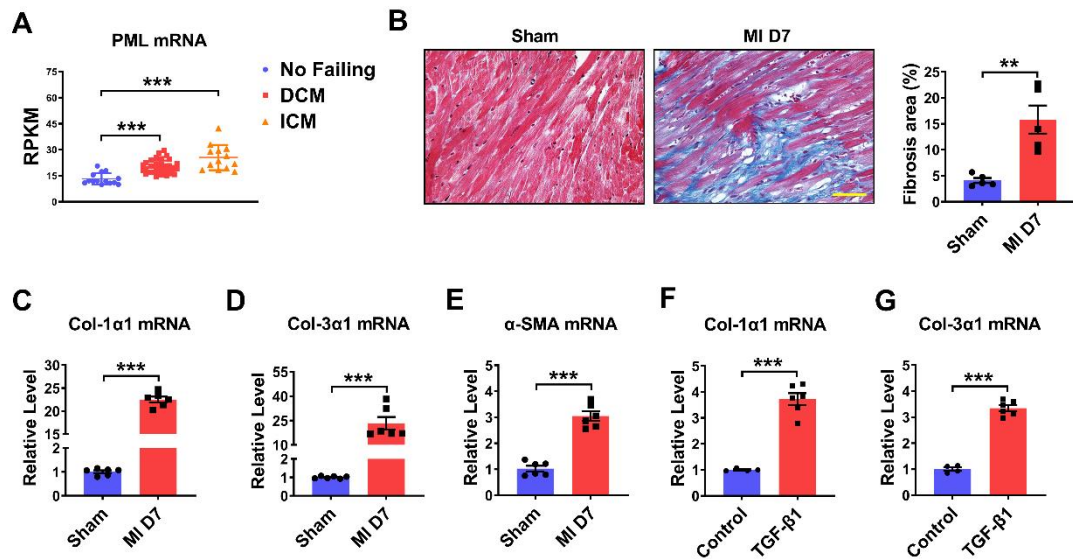 A
PML mRNA
RPKM
60
45
30
15
0
***
***
No Failing
DCM
ICM
B
Sham
MI D7
Fibrosis area (%)
25
20
15
10
5
0
**
Sham
MI D7
C
Col-1α1 mRNA
Relative Level
30
25
20
15
10
2
1
0
***
Sham
MI D7
D
Col-3α1 mRNA
Relative Level
55
45
35
25
15
2
1
0
***
Sham
MI D7
E
α-SMA mRNA
Relative Level
5
4
3
2
1
0
***
Sham
MI D7
F
Col-1α1 mRNA
Relative Level
5
4
3
2
1
0
***
Control
TGF-β1
G
Col-3α1 mRNA
Relative Level
5
4
3
2
1
0
***
Control
TGF-β1